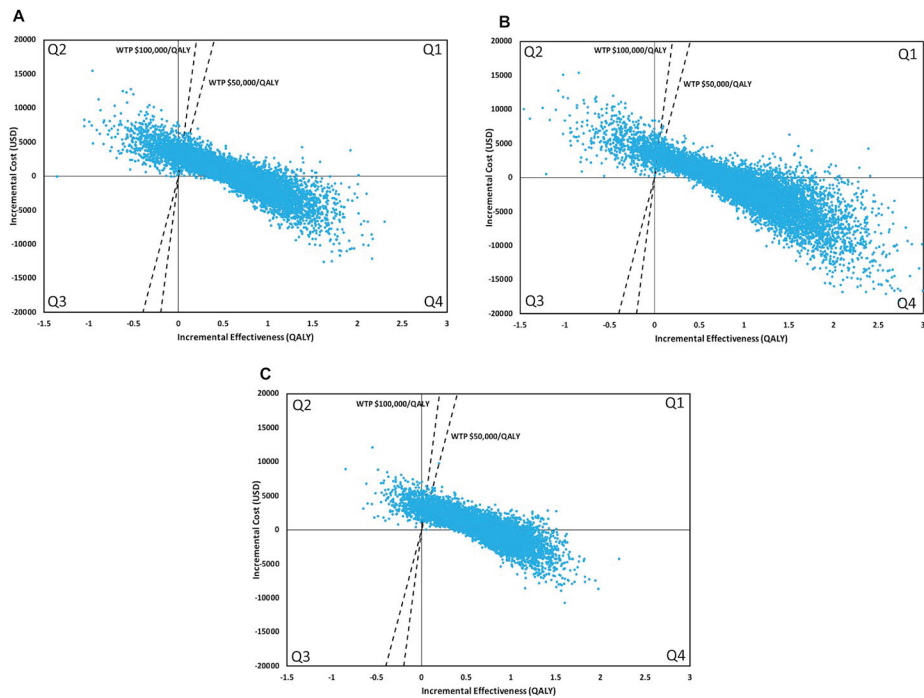 A
Q2
Q1
WTP $100,000/QALY
WTP $50,000/QALY
20000
15000
10000
5000
0
-5000
-10000
-15000
-20000
Incremental Cost (USD)
Q3
Q4
-1.5 -1 -0.5 0 0.5 1 1.5 2 2.5 3
Incremental Effectiveness (QALY)
B
Q2
Q1
WTP $100,000/QALY
WTP $50,000/QALY
20000
15000
10000
5000
0
-5000
-10000
-15000
-20000
Incremental Cost (USD)
Q3
Q4
-1.5 -1 -0.5 0 0.5 1 1.5 2 2.5 3
Incremental Effectiveness (QALY)
C
Q2
Q1
WTP $100,000/QALY
WTP $50,000/QALY
20000
15000
10000
5000
0
-5000
-10000
-15000
-20000
Incremental Cost (USD)
Q3
Q4
-1.5 -1 -0.5 0 0.5 1 1.5 2 2.5 3
Incremental Effectiveness (QALY)